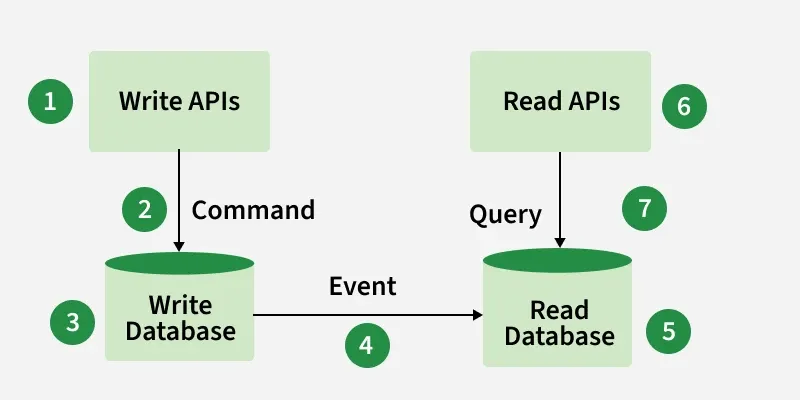 1
Write APIs
Read APIs
6
2
Command
Query
7
3
Write
Database
Event
4
Read
Database
5